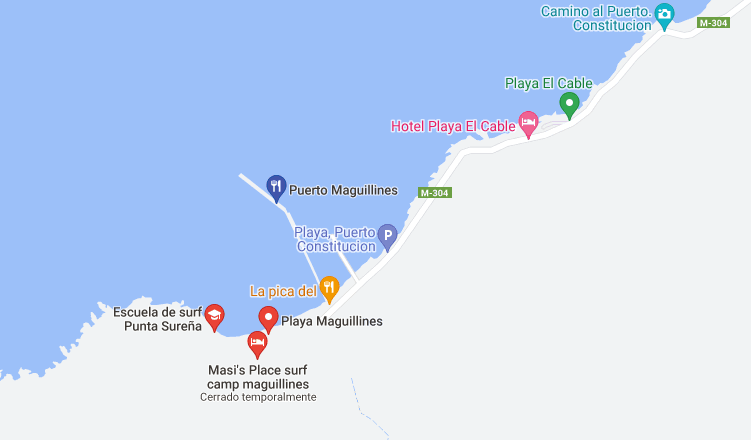 Camino al Puerto.
Constitucion
M-304
Playa El Cable
Hotel Playa El Cable
Puerto Maguillines
M-304
Playa, Puerto
Constitucion
La pica del
Escuela de surf
Punta Sureña
Playa Maguillines
Masi's Place surf
camp maguillines
Cerrado temporalmente
P